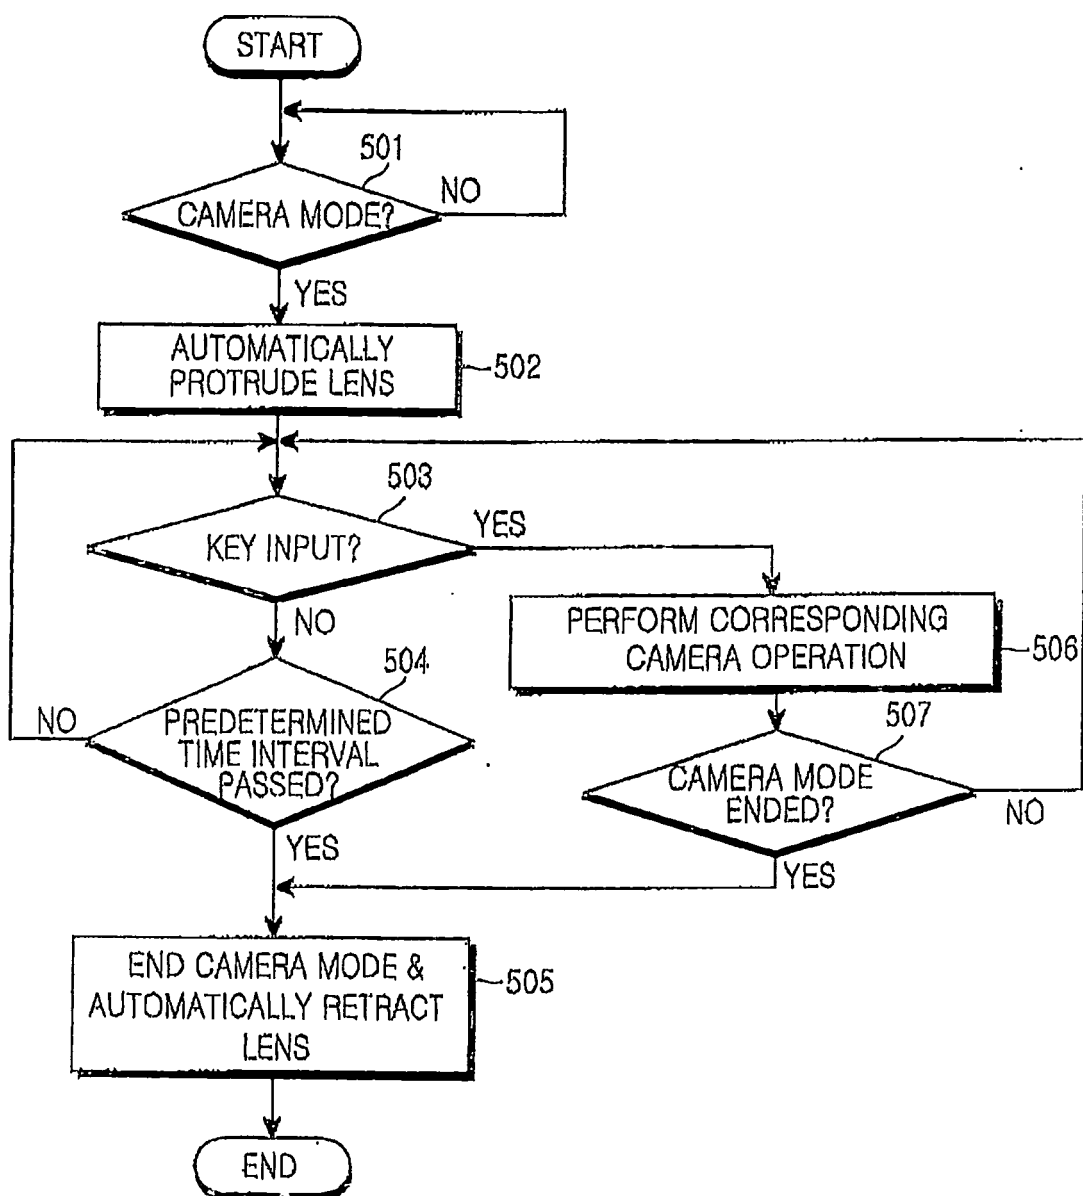 START
501
CAMERA MODE?
NO
YES
AUTOMATICALLY
PROTRUDE LENS
502
503
KEY INPUT?
YES
NO
PERFORM CORRESPONDING
CAMERA OPERATION
506
504
PREDETERMINED
TIME INTERVAL
PASSED?
NO
YES
507
CAMERA MODE
ENDED?
NO
YES
END CAMERA MODE &
AUTOMATICALLY RETRACT
LENS
505
END